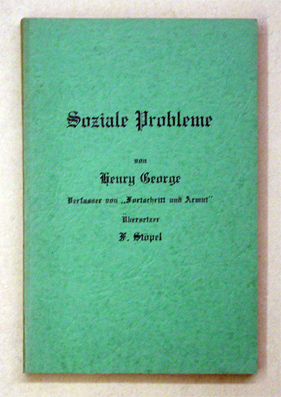 Soziale Probleme
von
Henry George
Verfasser von „Fortschritt und Armut"
Übersetzer
F. Stöpel